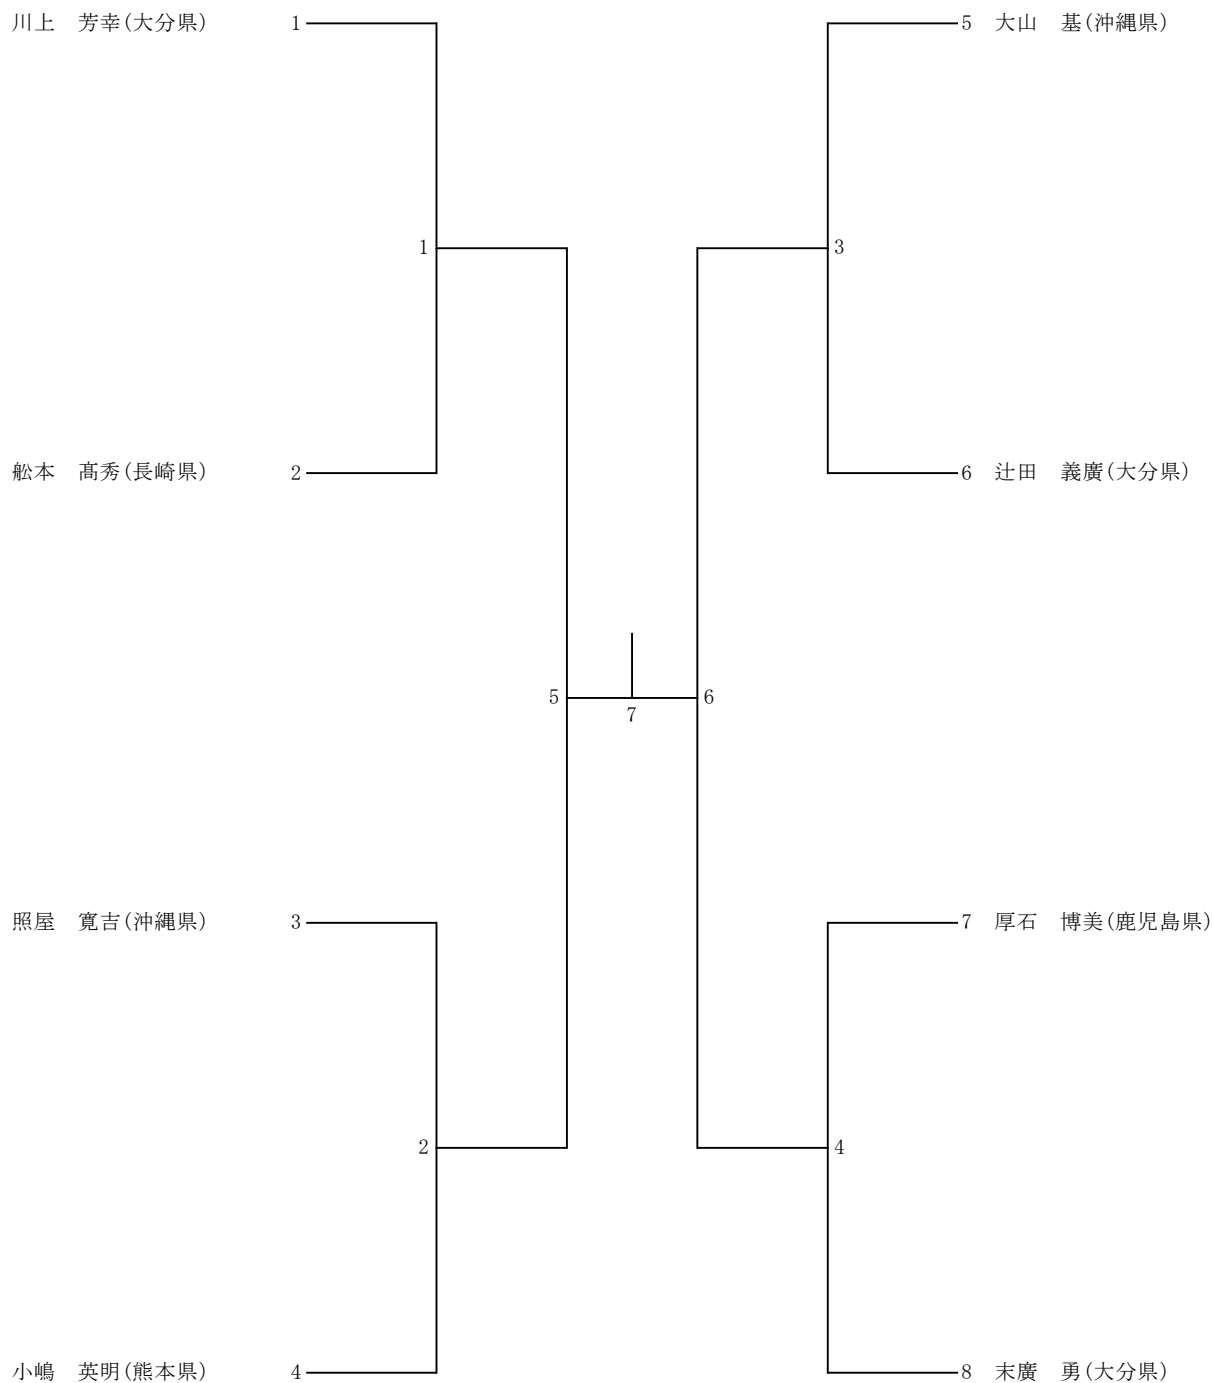 川上　芳幸(大分県)　1
5　大山　基(沖縄県)
1
3
舩本　髙秀(長崎県)　2
6　辻田　義廣(大分県)
5
6
7
照屋　寛吉(沖縄県)　3
7　厚石　博美(鹿児島県)
2
4
小嶋　英明(熊本県)　4
8　末廣　勇(大分県)